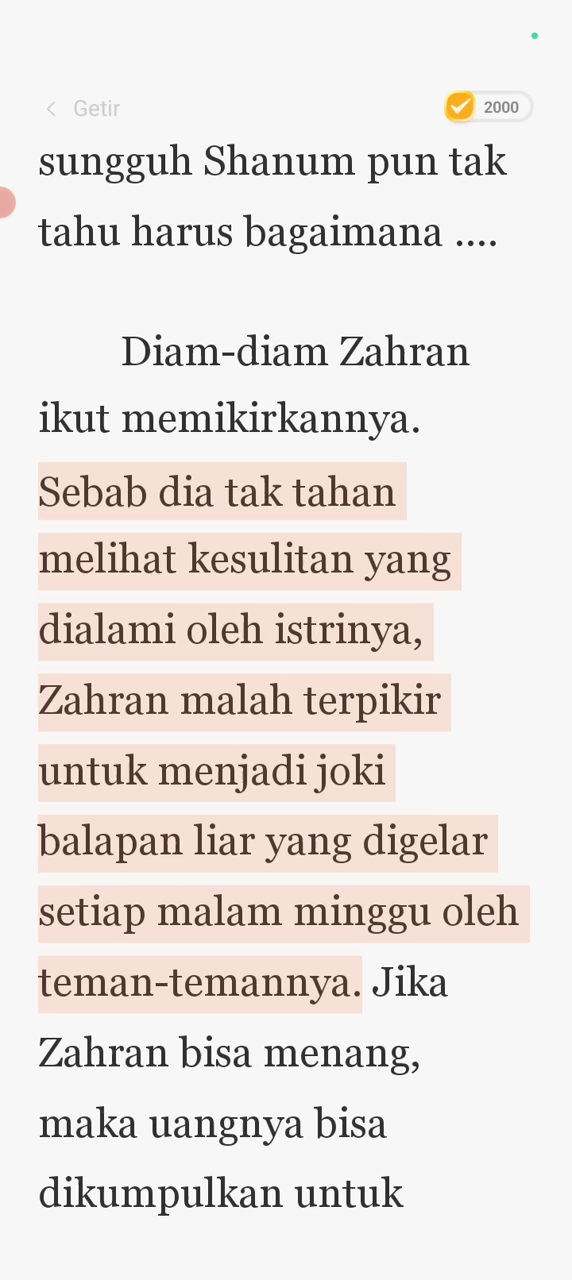 Getir
2000
sungguh Shanum pun tak
tahu harus bagaimana ....
Diam-diam Zahran
ikut memikirkannya.
Sebab dia tak tahan
melihat kesulitan yang
dialami oleh istrinya,
Zahran malah terpikir
untuk menjadi joki
balapan liar yang digelar
setiap malam minggu oleh
teman-temannya. Jika
Zahran bisa menang,
maka uangnya bisa
dikumpulkan untuk